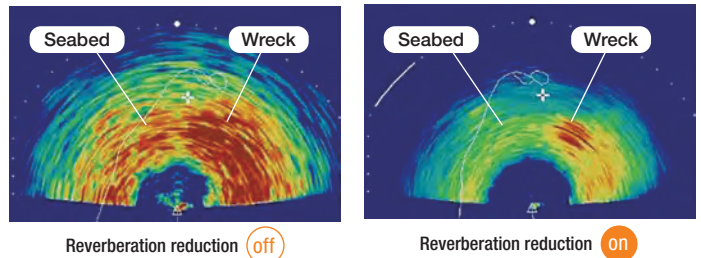 Seabed
Wreck
Seabed
Wreck
Reverberation reduction off
Reverberation reduction on